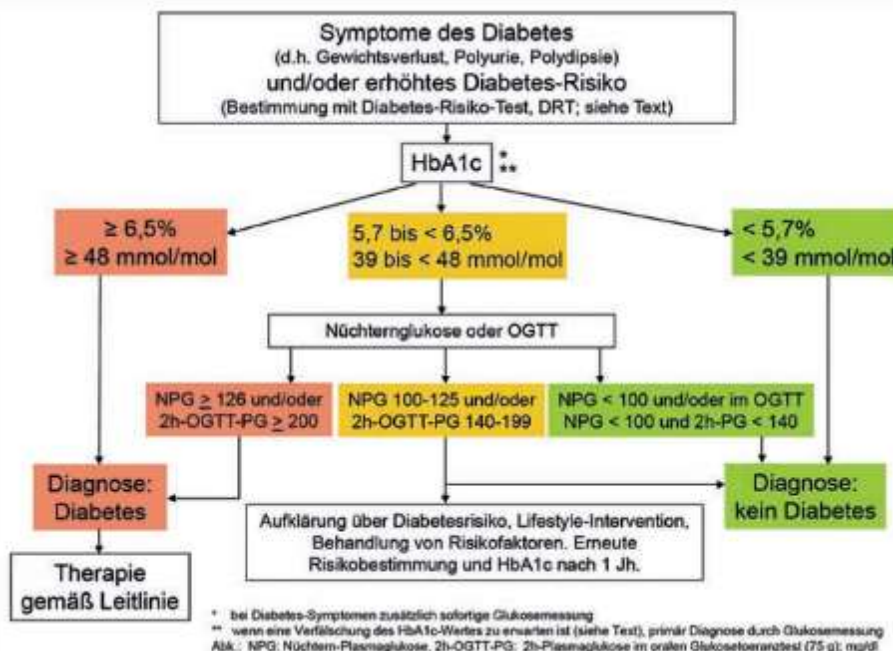 Symptome des Diabetes
(d.h. Gewichtsverlust, Polyurie, Polydipsie)
und/oder erhöhtes Diabetes-Risiko
(Bestimmung mit Diabetes-Risiko-Test, DRT; siehe Text)
HbA1c
*
**
≥ 6,5%
≥ 48 mmol/mol
5,7 bis < 6,5%
39 bis < 48 mmol/mol
< 5,7%
< 39 mmol/mol
Nüchternglukose oder OGTT
NPG ≥ 126 und/oder
2h-OGTT-PG ≥ 200
NPG 100-125 und/oder
2h-OGTT-PG 140-199
NPG < 100 und/oder im OGTT
NPG < 100 und 2h-PG < 140
Diagnose:
Diabetes
Diagnose:
kein Diabetes
Aufklärung über Diabetesrisiko, Lifestyle-Intervention,
Behandlung von Risikofaktoren. Erneute
Risikobestimmung und HbA1c nach 1 Jh.
Therapie
gemäß Leitlinie
* bei Diabetes-Symptomen zusätzlich sofortige Glukosemessung
** wenn eine Verfälschung des HbA1c-Wertes zu erwarten ist (siehe Text), primär Diagnose durch Glukosemessung
Abk.: NPG: Nüchtern-Plasmaglukose, 2h-OGTT-PG: 2h-Plasmaglukose im oralen Glukosetoleranztest (75 g); mg/dl